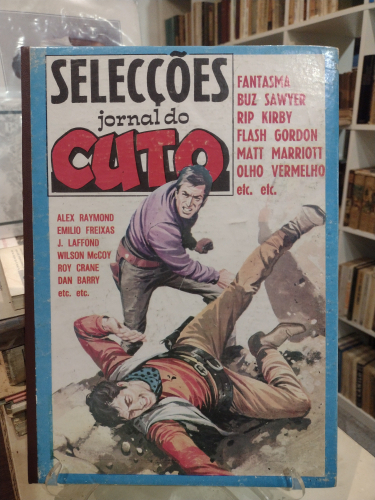 SELECÇÕES
jornal do
CUTO
FANTASMA
BUZ SAWYER
RIP KIRBY
FLASH GORDON
MATT MARRIOTT
OLHO VERMELHO
etc. etc.
ALEX RAYMOND
EMILIO FREIXAS
J. LAFFOND
WILSON McCOY
ROY CRANE
DAN BARRY
etc. etc.